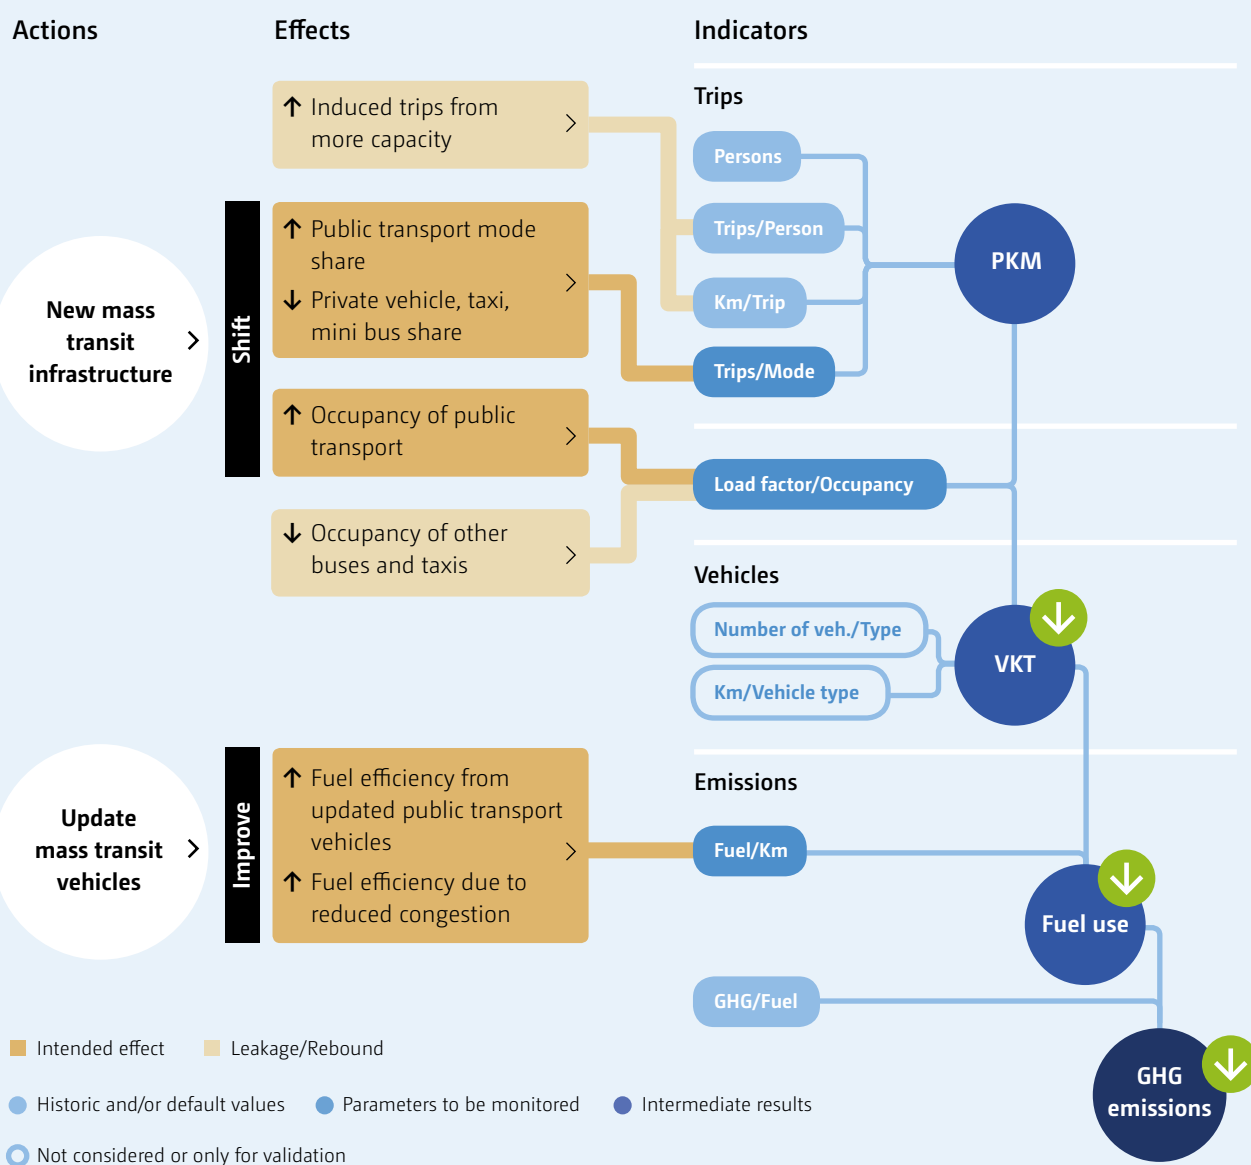 Actions
Effects
Indicators
Trips
↑ Induced trips from
more capacity
Persons
Trips/Person
Km/Trip
Trips/Mode
PKM
New mass
transit
infrastructure
Shift
↑ Public transport mode
share
↓ Private vehicle, taxi,
mini bus share
↑ Occupancy of public
transport
Load factor/Occupancy
↓ Occupancy of other
buses and taxis
Vehicles
Number of veh./Type
Km/Vehicle type
VKT
Update
mass transit
vehicles
Improve
↑ Fuel efficiency from
updated public transport
vehicles
↑ Fuel efficiency due to
reduced congestion
Emissions
Fuel/Km
Fuel use
GHG/Fuel
GHG
emissions
Intended effect
Leakage/Rebound
Historic and/or default values
Parameters to be monitored
Intermediate results
Not considered or only for validation